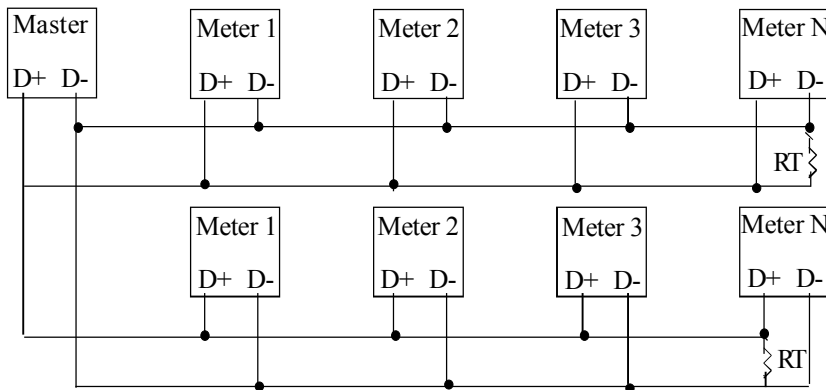 Master
D+ D-
Meter 1
D+ D-
Meter 2
D+ D-
Meter 3
D+ D-
Meter N
D+ D-
RT
Meter 1
D+ D-
Meter 2
D+ D-
Meter 3
D+ D-
Meter N
D+ D-
RT